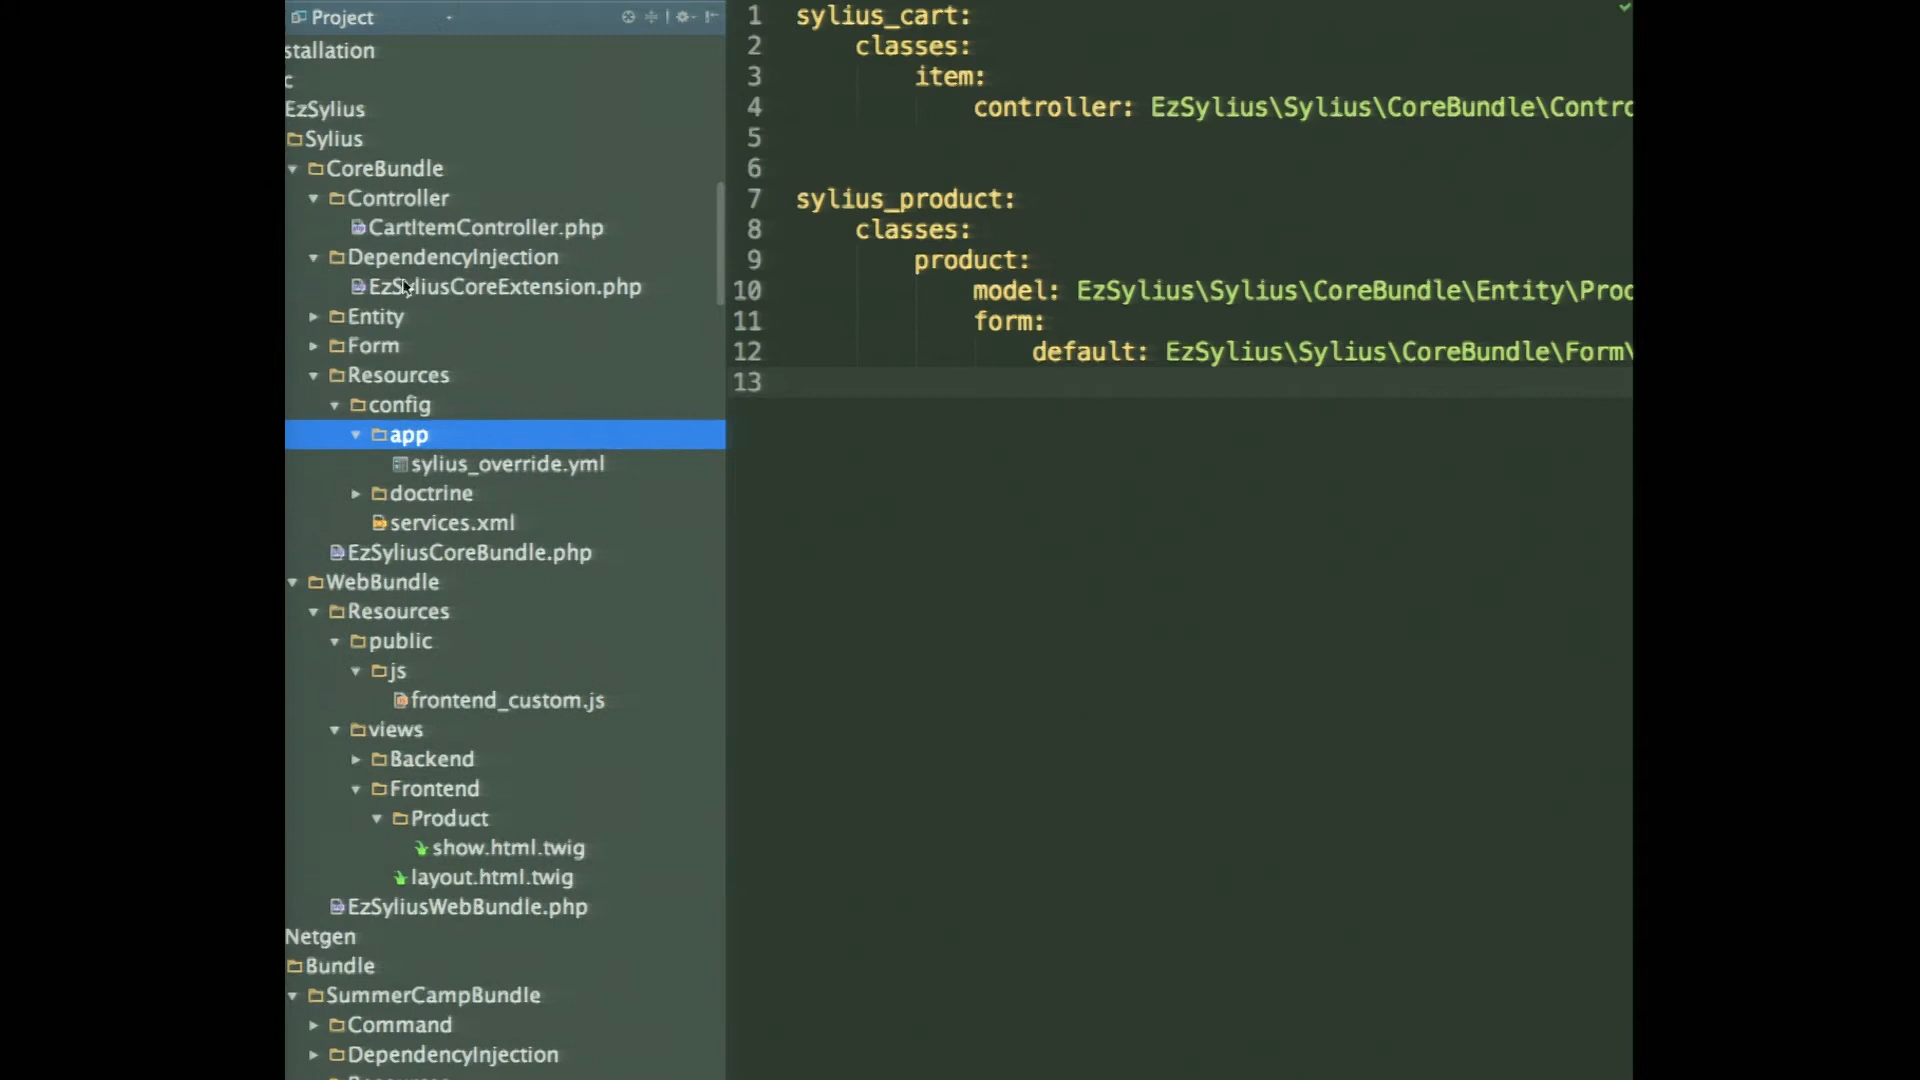 Project
stallation
c
EzSylius
Sylius
CoreBundle
Controller
CartItemController.php
DependencyInjection
EzSyliusCoreExtension.php
Entity
Form
Resources
config
app
sylius_override.yml
doctrine
services.xml
EzSyliusCoreBundle.php
WebBundle
Resources
public
js
frontend_custom.js
views
Backend
Frontend
Product
show.html.twig
layout.html.twig
EzSyliusWebBundle.php
Netgen
Bundle
SummerCampBundle
Command
DependencyInjection
1 sylius_cart:
2 classes:
3 item:
4 controller: EzSylius\Sylius\CoreBundle\Contro
5
6
7 sylius_product:
8 classes:
9 product:
10 model: EzSylius\Sylius\CoreBundle\Entity\Prod
11 form:
12 default: EzSylius\Sylius\CoreBundle\Form\
13